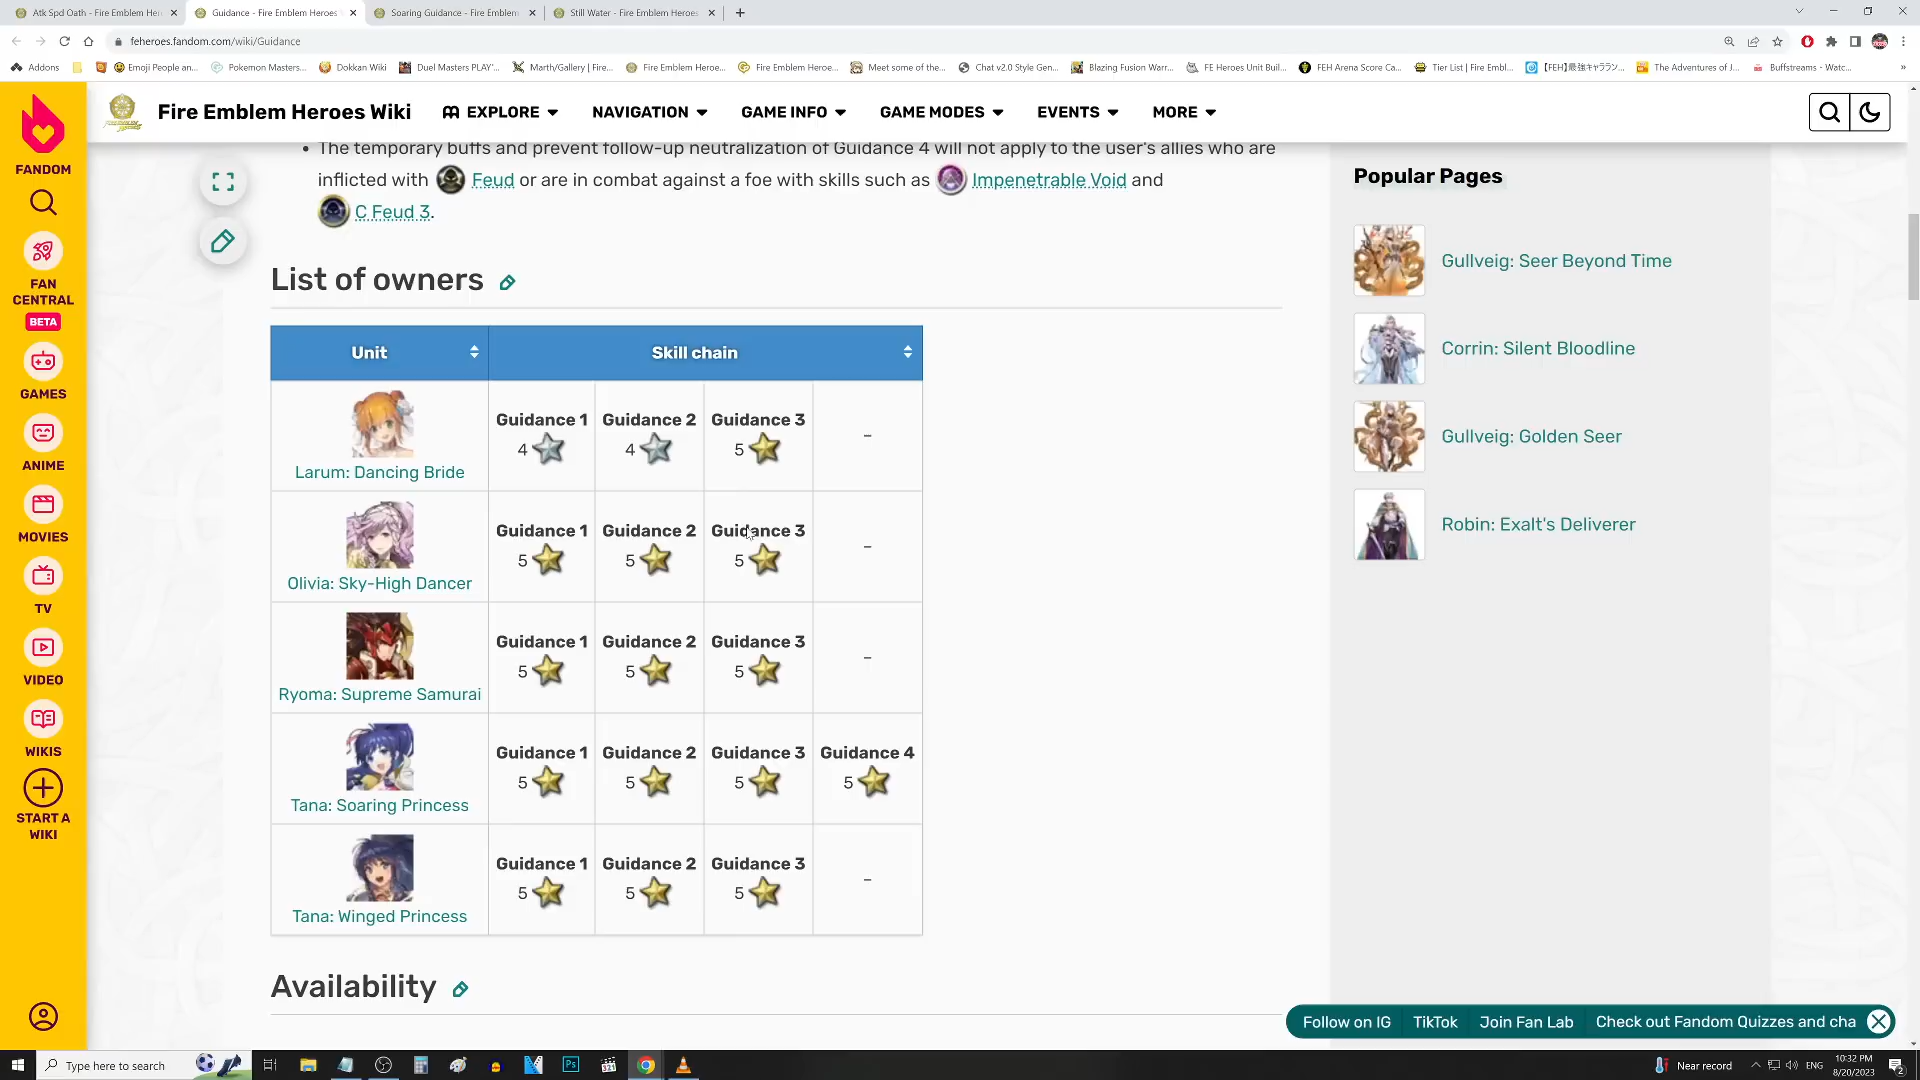 Atk Spd Oath - Fire Emblem Her
Guidance - Fire Emblem Heroes
Soaring Guidance - Fire Emblem
Still Water - Fire Emblem Heroes
feheroes.fandom.com/wiki/Guidance
Addons
Emoji People an...
Pokemon Masters...
Dokkan Wiki
Duel Masters PLAY'...
Marth/Gallery | Fire...
Fire Emblem Heroe...
Fire Emblem Heroe...
Meet some of the...
Chat v2.0 Style Gen...
Blazing Fusion Warr...
FE Heroes Unit Buil...
FEH Arena Score Ca...
Tier List | Fire Embl...
【FEH】最強キャララン...
The Adventures of J...
Buffstreams - Watc...
»
Fire Emblem Heroes Wiki
EXPLORE
NAVIGATION
GAME INFO
GAME MODES
EVENTS
MORE
FANDOM
FAN
CENTRAL
BETA
GAMES
ANIME
MOVIES
TV
VIDEO
WIKIS
START A
WIKI
• The temporary buffs and prevent follow-up neutralization of Guidance 4 will not apply to the user's allies who are
inflicted with Feud or are in combat against a foe with skills such as Impenetrable Void and
C Feud 3.
List of owners
Unit Skill chain
Guidance 1 Guidance 2 Guidance 3
4 4 5 –
Larum: Dancing Bride
Guidance 1 Guidance 2 Guidance 3
5 5 5 –
Olivia: Sky-High Dancer
Guidance 1 Guidance 2 Guidance 3
5 5 5 –
Ryoma: Supreme Samurai
Guidance 1 Guidance 2 Guidance 3 Guidance 4
5 5 5 5
Tana: Soaring Princess
Guidance 1 Guidance 2 Guidance 3
5 5 5 –
Tana: Winged Princess
Availability
Popular Pages
Gullveig: Seer Beyond Time
Corrin: Silent Bloodline
Gullveig: Golden Seer
Robin: Exalt's Deliverer
Follow on IG
TikTok
Join Fan Lab
Check out Fandom Quizzes and cha
Type here to search
Ps
321
Near record
ENG
10:32 PM
8/20/2023
2